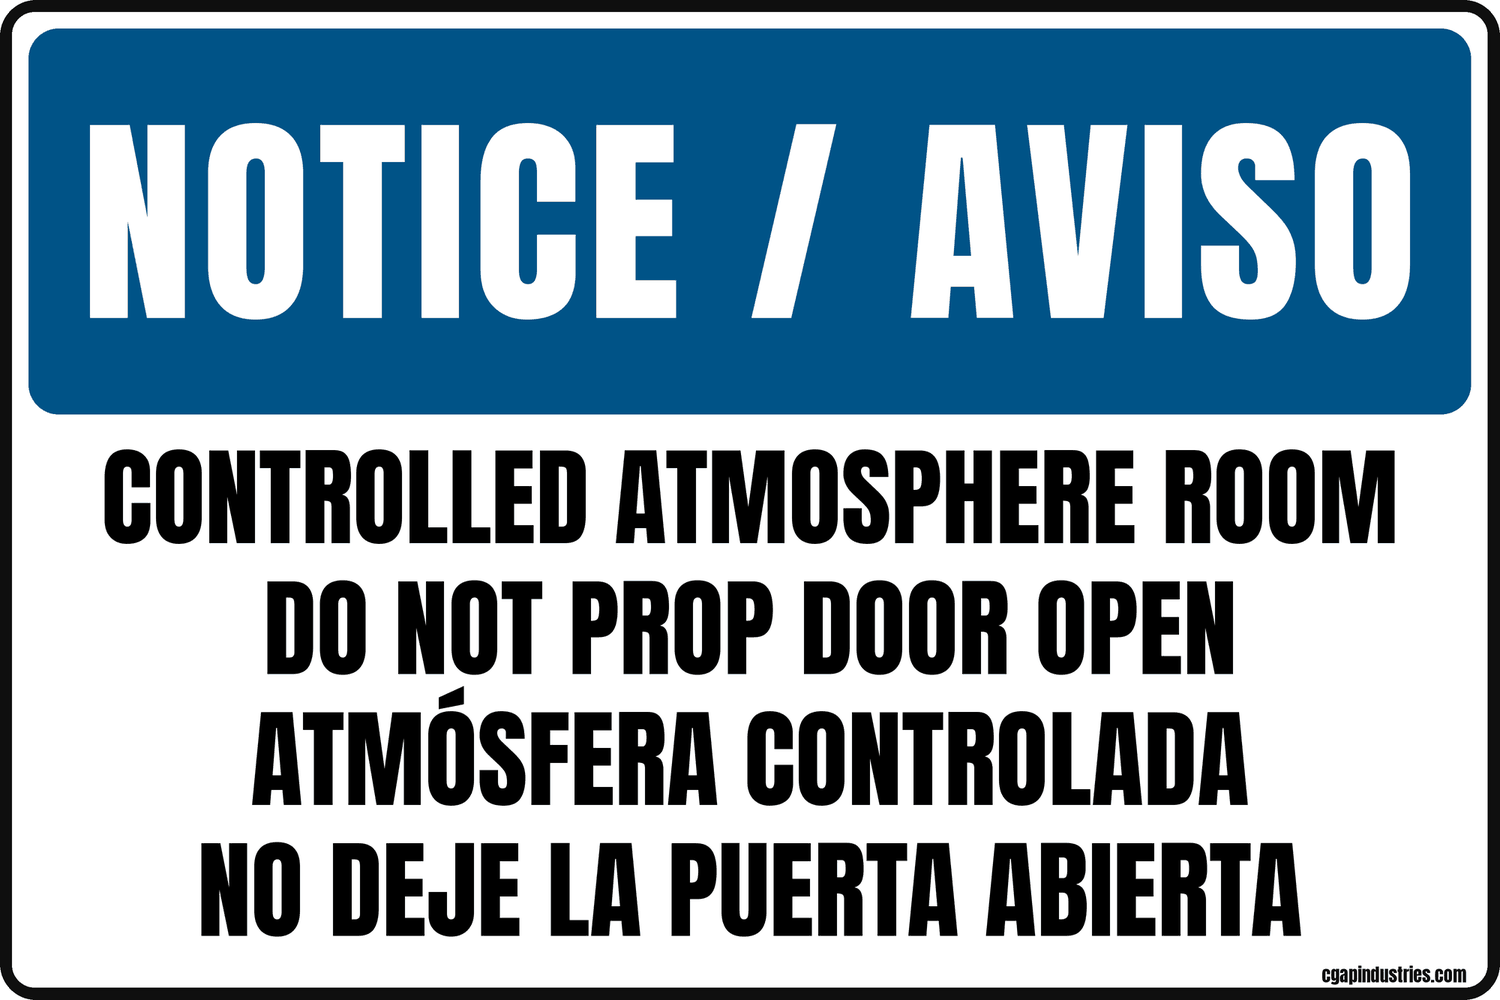 NOTICE / AVISO
CONTROLLED ATMOSPHERE ROOM
DO NOT PROP DOOR OPEN
ATMÓSFERA CONTROLADA
NO DEJE LA PUERTA ABIERTA
cgapindustries.com